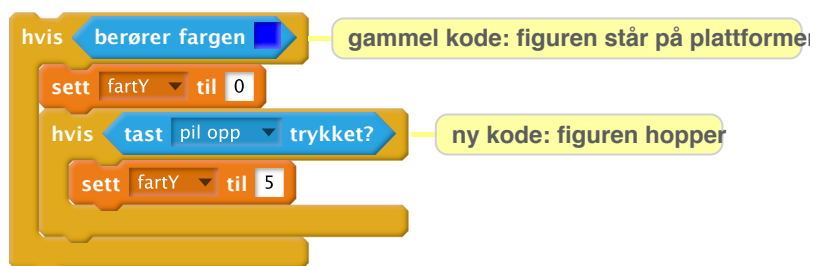 hvis berører fargen gammel kode: figuren står på plattforme
sett fartY til 0
hvis tast pil opp trykket? ny kode: figuren hopper
sett fartY til 5